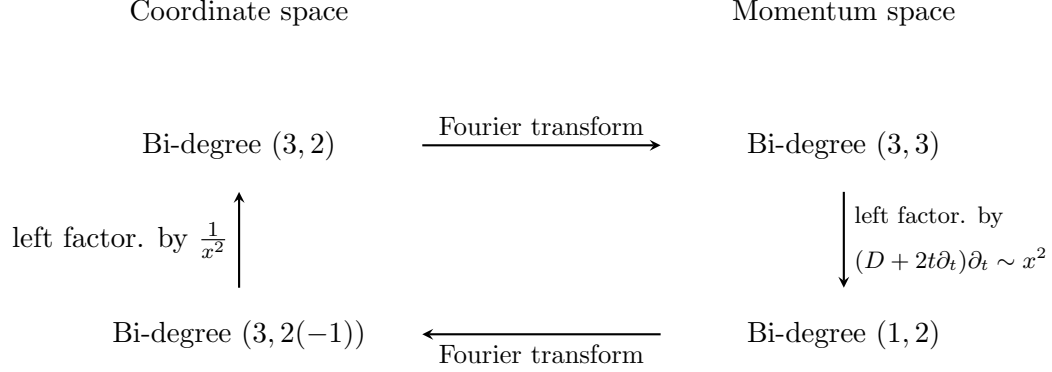 Coordinate space
Momentum space
Bi-degree (3, 2)
Fourier transform
Bi-degree (3, 3)
left factor. by 1/x²
left factor. by
(D + 2t∂ₜ)∂ₜ ∼ x²
Bi-degree (3, 2(−1))
Fourier transform
Bi-degree (1, 2)